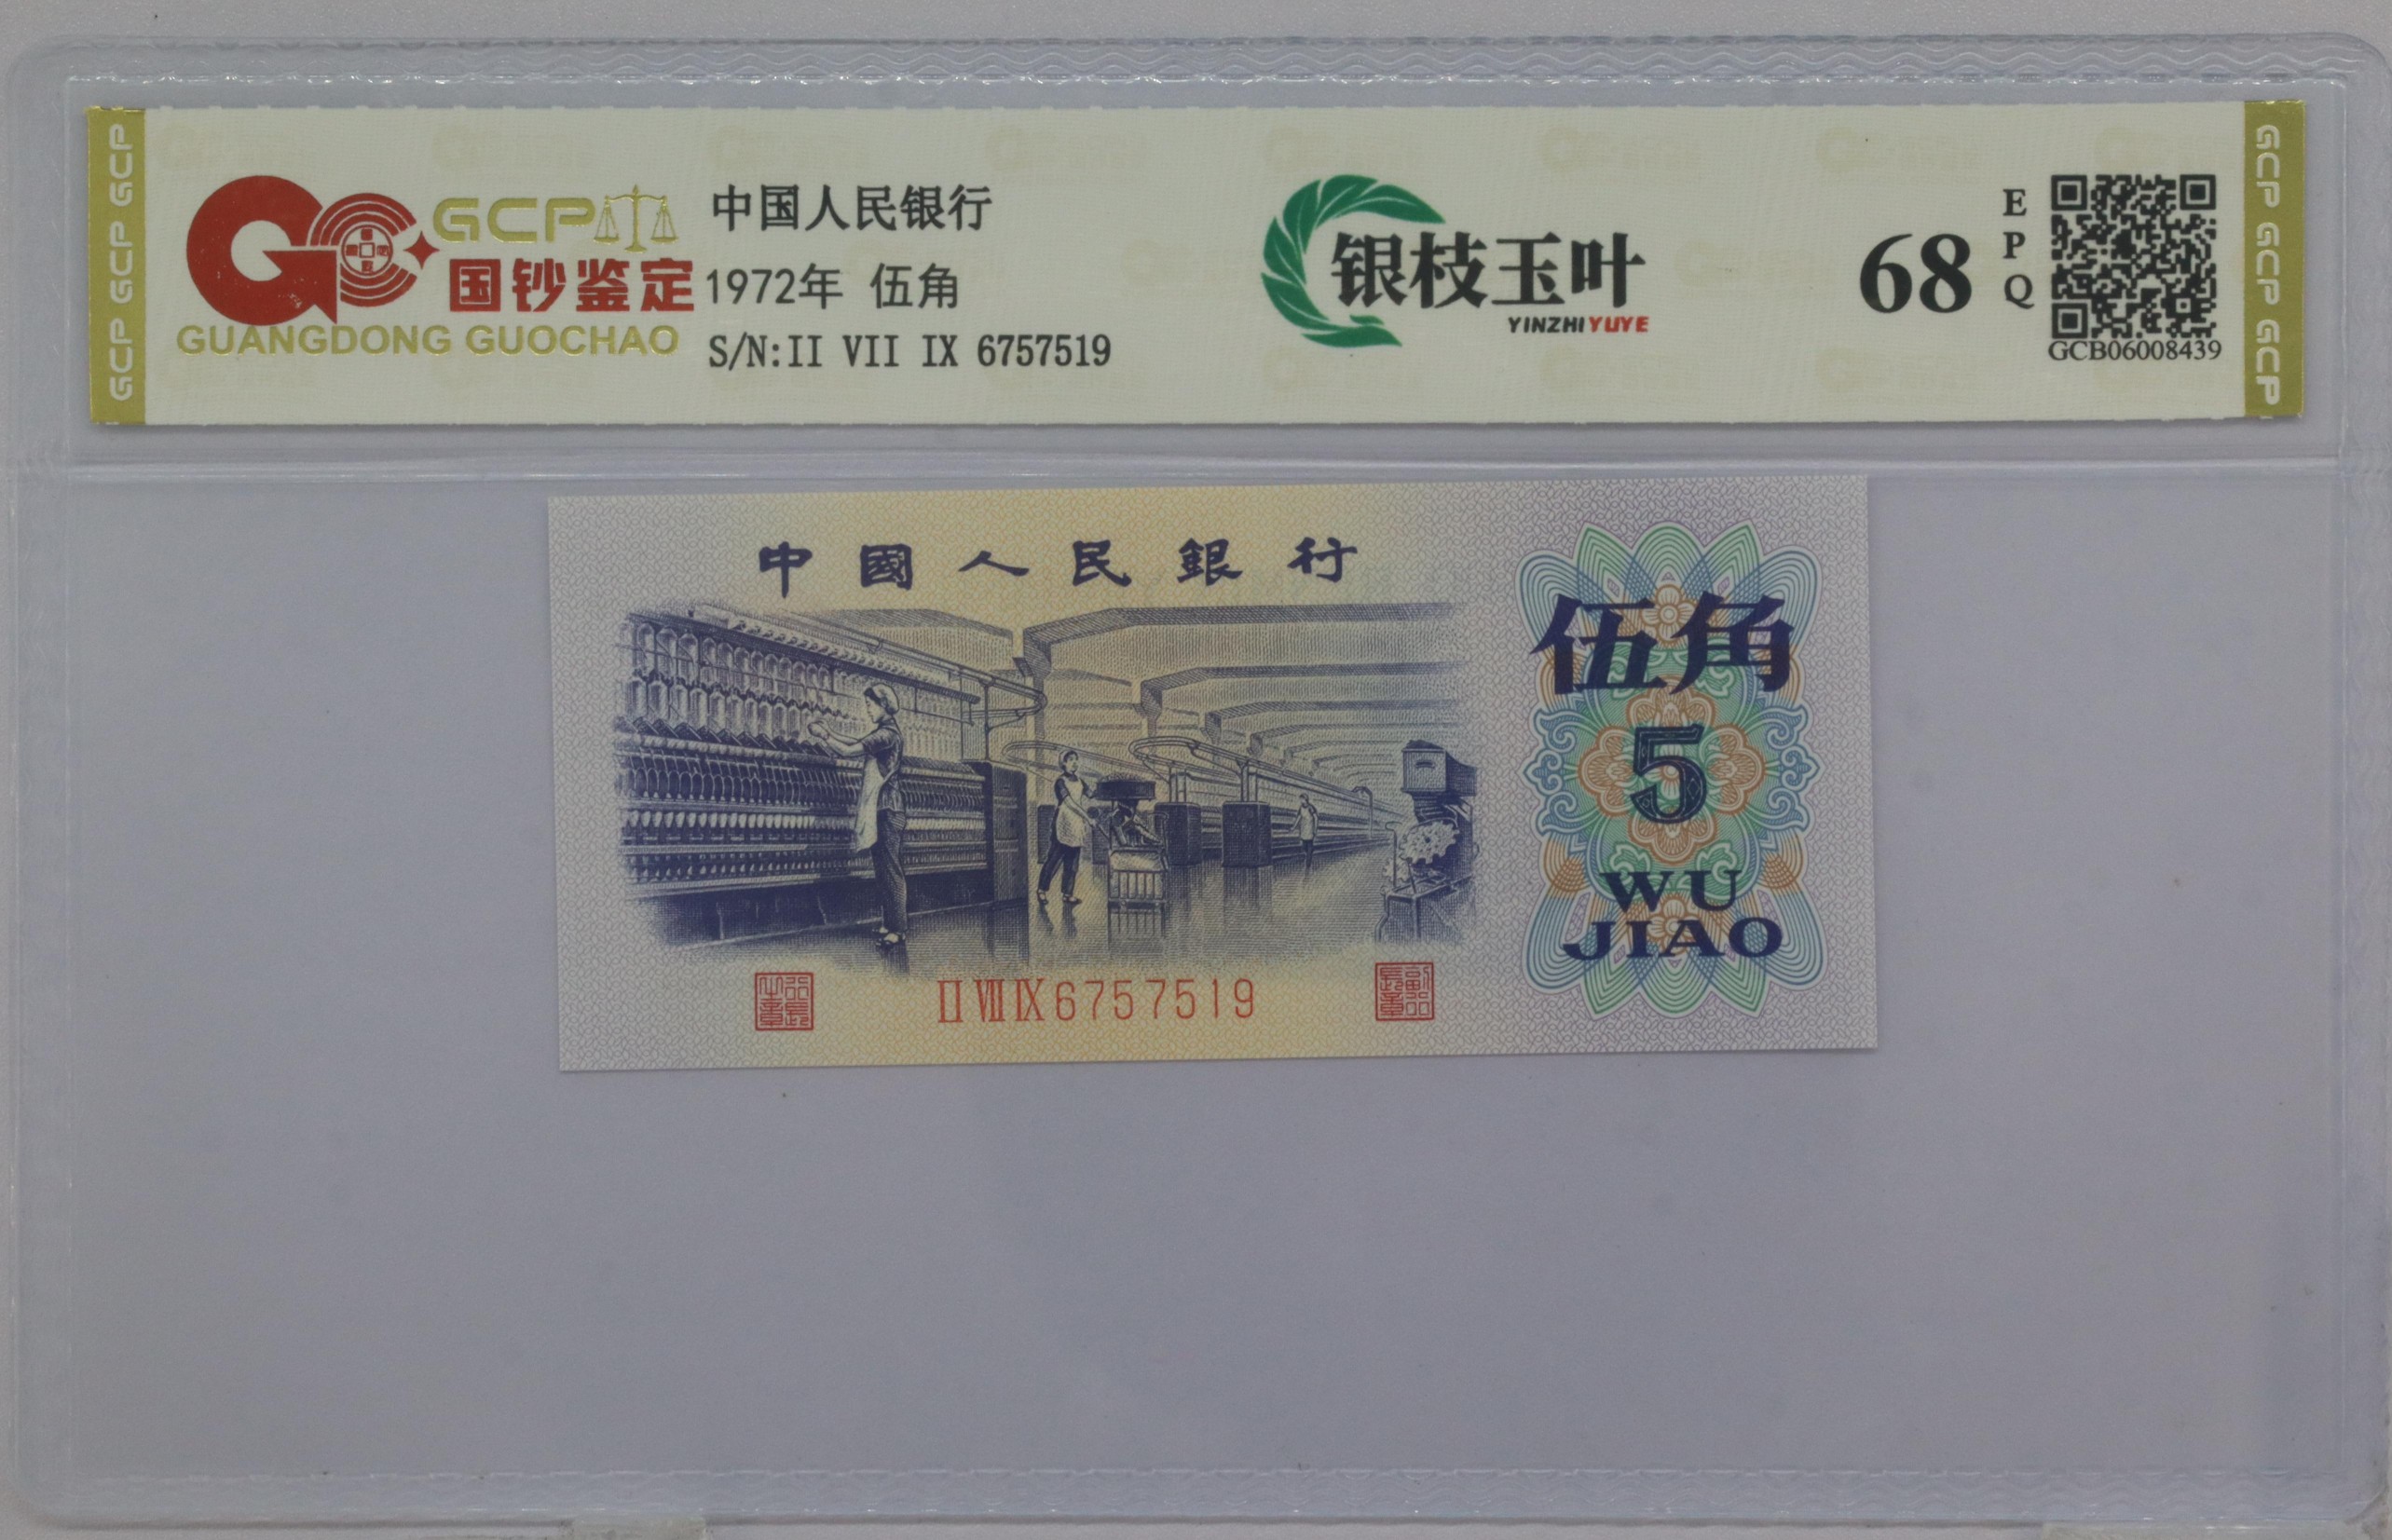 GCP GCP GCP
GCP
国钞鉴定
GUANGDONG GUOCHAO
中国人民银行
1972年 伍角
S/N:II VII IX 6757519
银枝玉叶
YINZHIYUYE
68
EPQ
GCB06008439
GCP GCP GCP
中國人民銀行
伍角
5
WU
JIAO
II VII IX 6757519